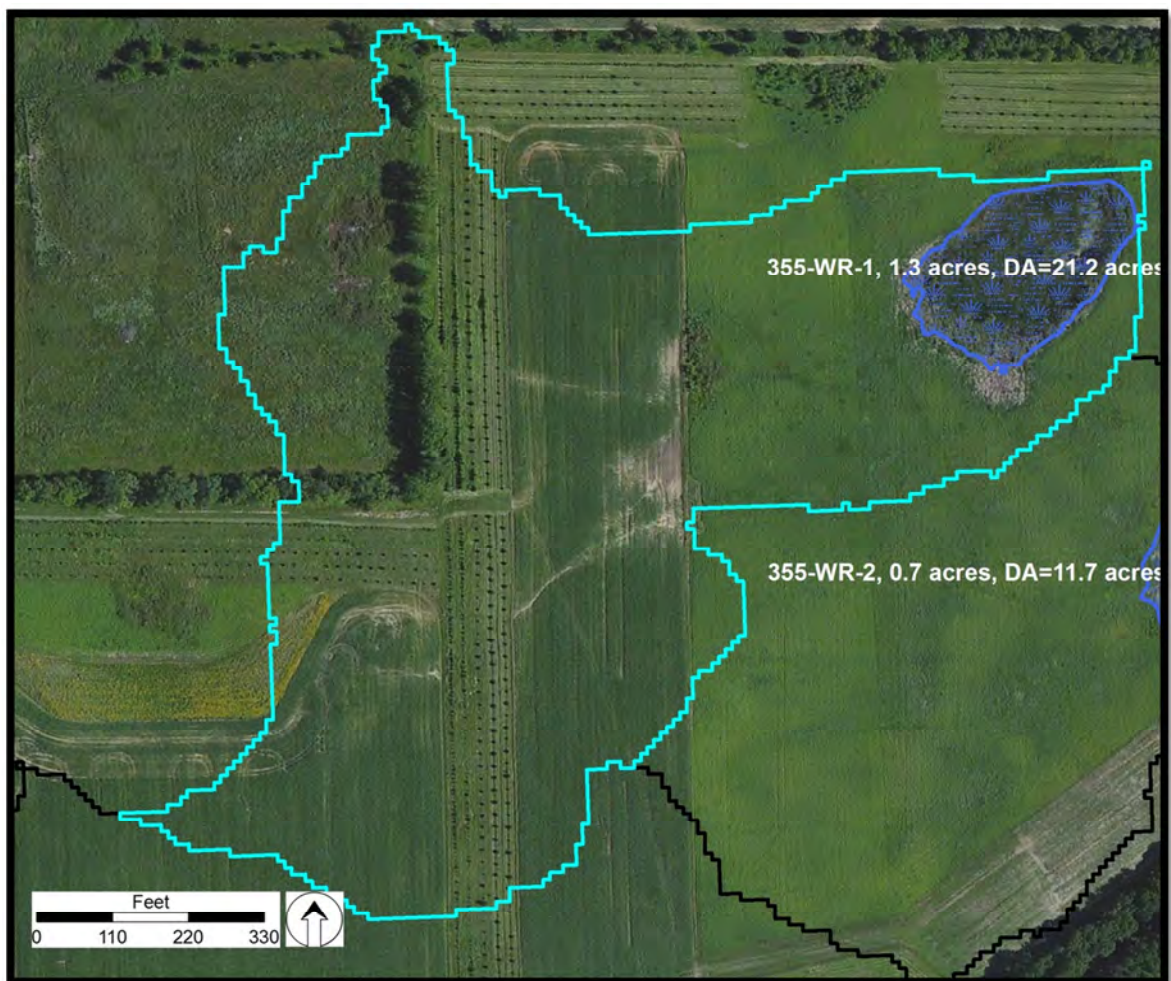 355-WR-1, 1.3 acres, DA=21.2 acres
355-WR-2, 0.7 acres, DA=11.7 acres
Feet
0 110 220 330